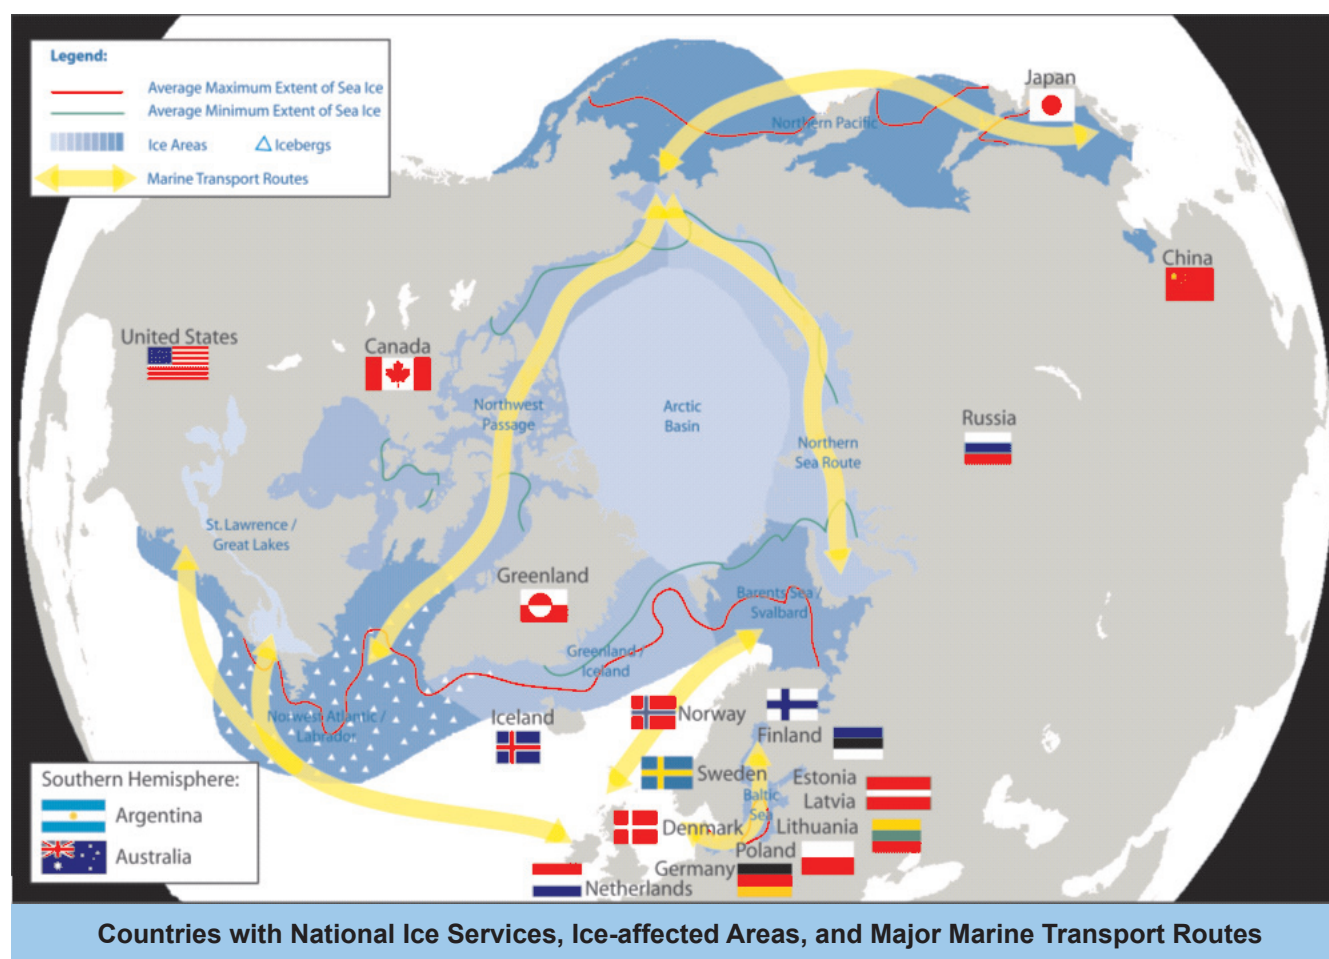 Legend:
Average Maximum Extent of Sea Ice
Average Minimum Extent of Sea Ice
Ice Areas
Icebergs
Marine Transport Routes
Japan
Northern Pacific
China
United States
Canada
Northwest
Passage
Arctic
Basin
Russia
Northern
Sea Route
St. Lawrence /
Great Lakes
Greenland
Barents Sea /
Svalbard
Greenland /
Iceland
Norwest Atlantic /
Labrador
Iceland
Norway
Finland
Sweden
Estonia
Baltic
Sea
Latvia
Denmark
Lithuania
Poland
Germany
Netherlands
Southern Hemisphere:
Argentina
Australia
Countries with National Ice Services, Ice-affected Areas, and Major Marine Transport Routes